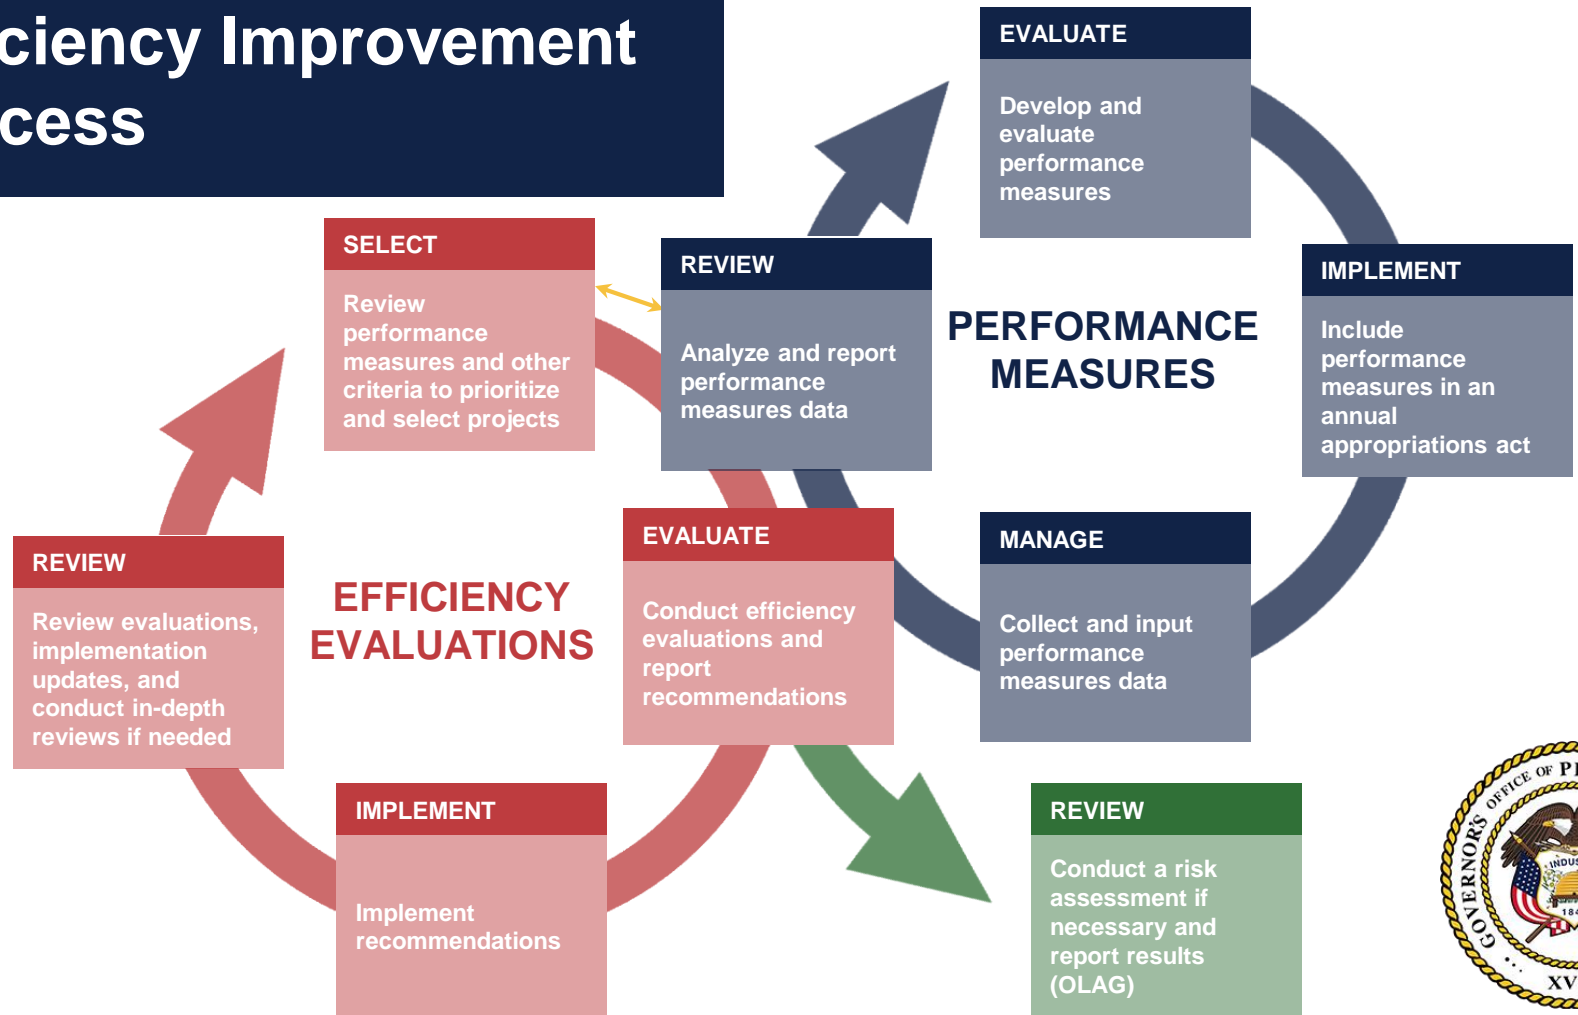 ciency Improvement
cess
EVALUATE
Develop and
evaluate
performance
measures
SELECT
Review
performance
measures and other
criteria to prioritize
and select projects
REVIEW
Analyze and report
performance
measures data
PERFORMANCE
MEASURES
IMPLEMENT
Include
performance
measures in an
annual
appropriations act
REVIEW
Review evaluations,
implementation
updates, and
conduct in-depth
reviews if needed
EFFICIENCY
EVALUATIONS
EVALUATE
Conduct efficiency
evaluations and
report
recommendations
MANAGE
Collect and input
performance
measures data
IMPLEMENT
Implement
recommendations
REVIEW
Conduct a risk
assessment if
necessary and
report results
(OLAG)
GOVERNOR'S OFFICE OF
XV